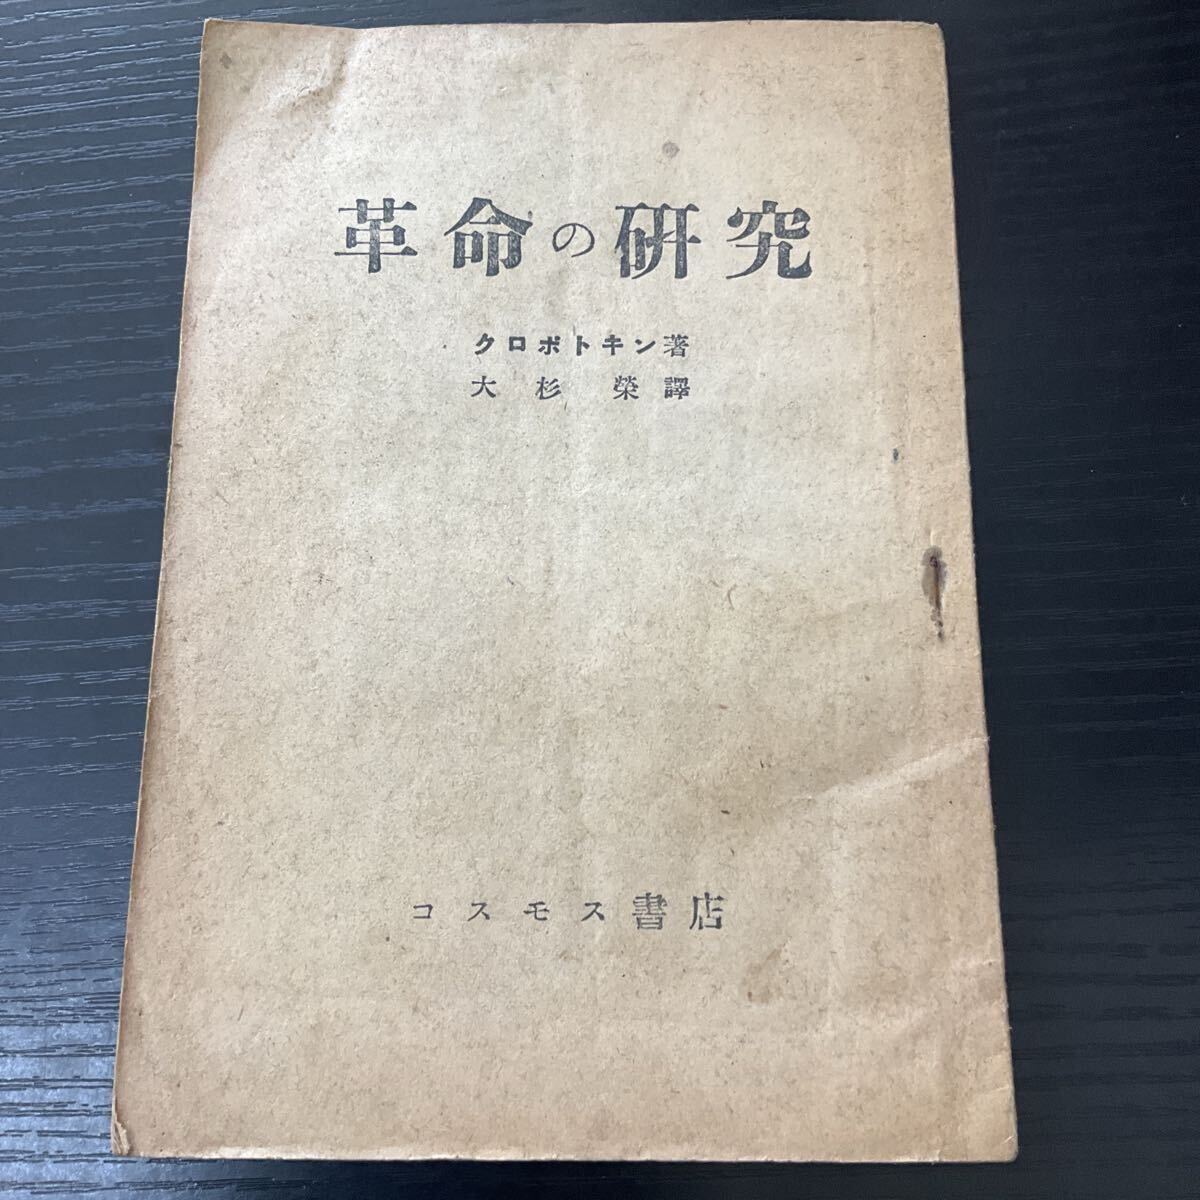 革命の研究
クロポトキン著
大杉榮譯
コスモス書店